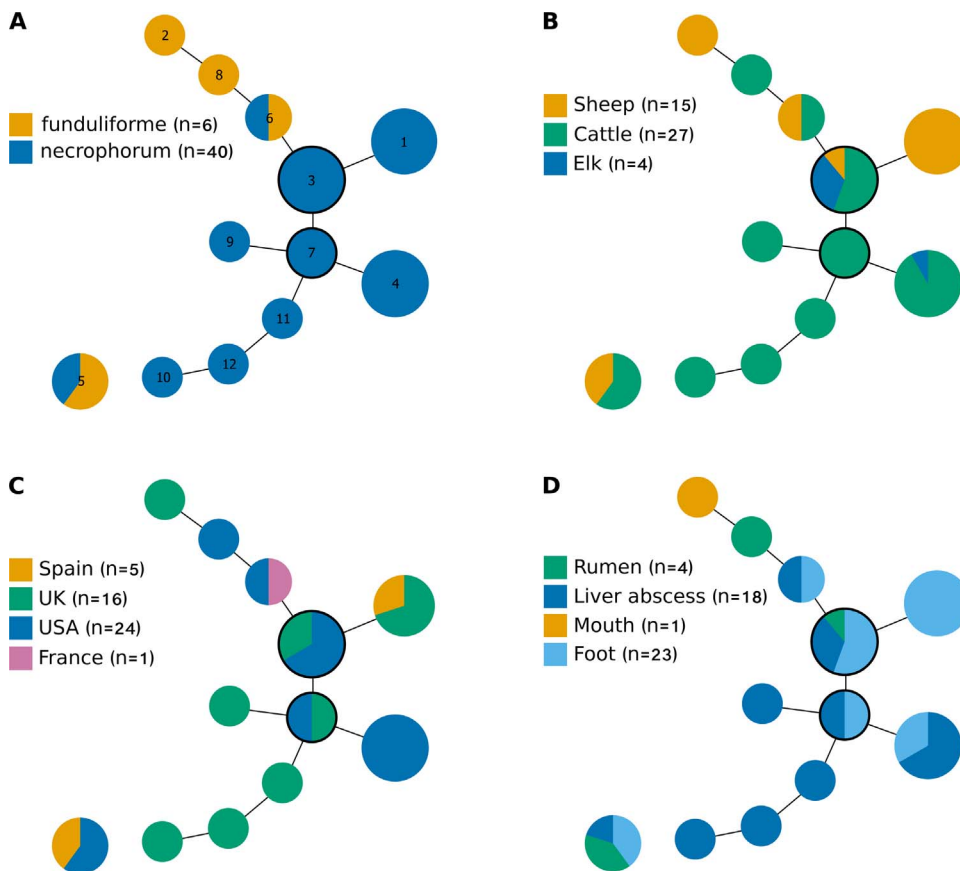 A
2
8
6
funduliforme (n=6)
necrophorum (n=40)
1
3
9
7
4
11
12
10
5
B
Sheep (n=15)
Cattle (n=27)
Elk (n=4)
C
Spain (n=5)
UK (n=16)
USA (n=24)
France (n=1)
D
Rumen (n=4)
Liver abscess (n=18)
Mouth (n=1)
Foot (n=23)